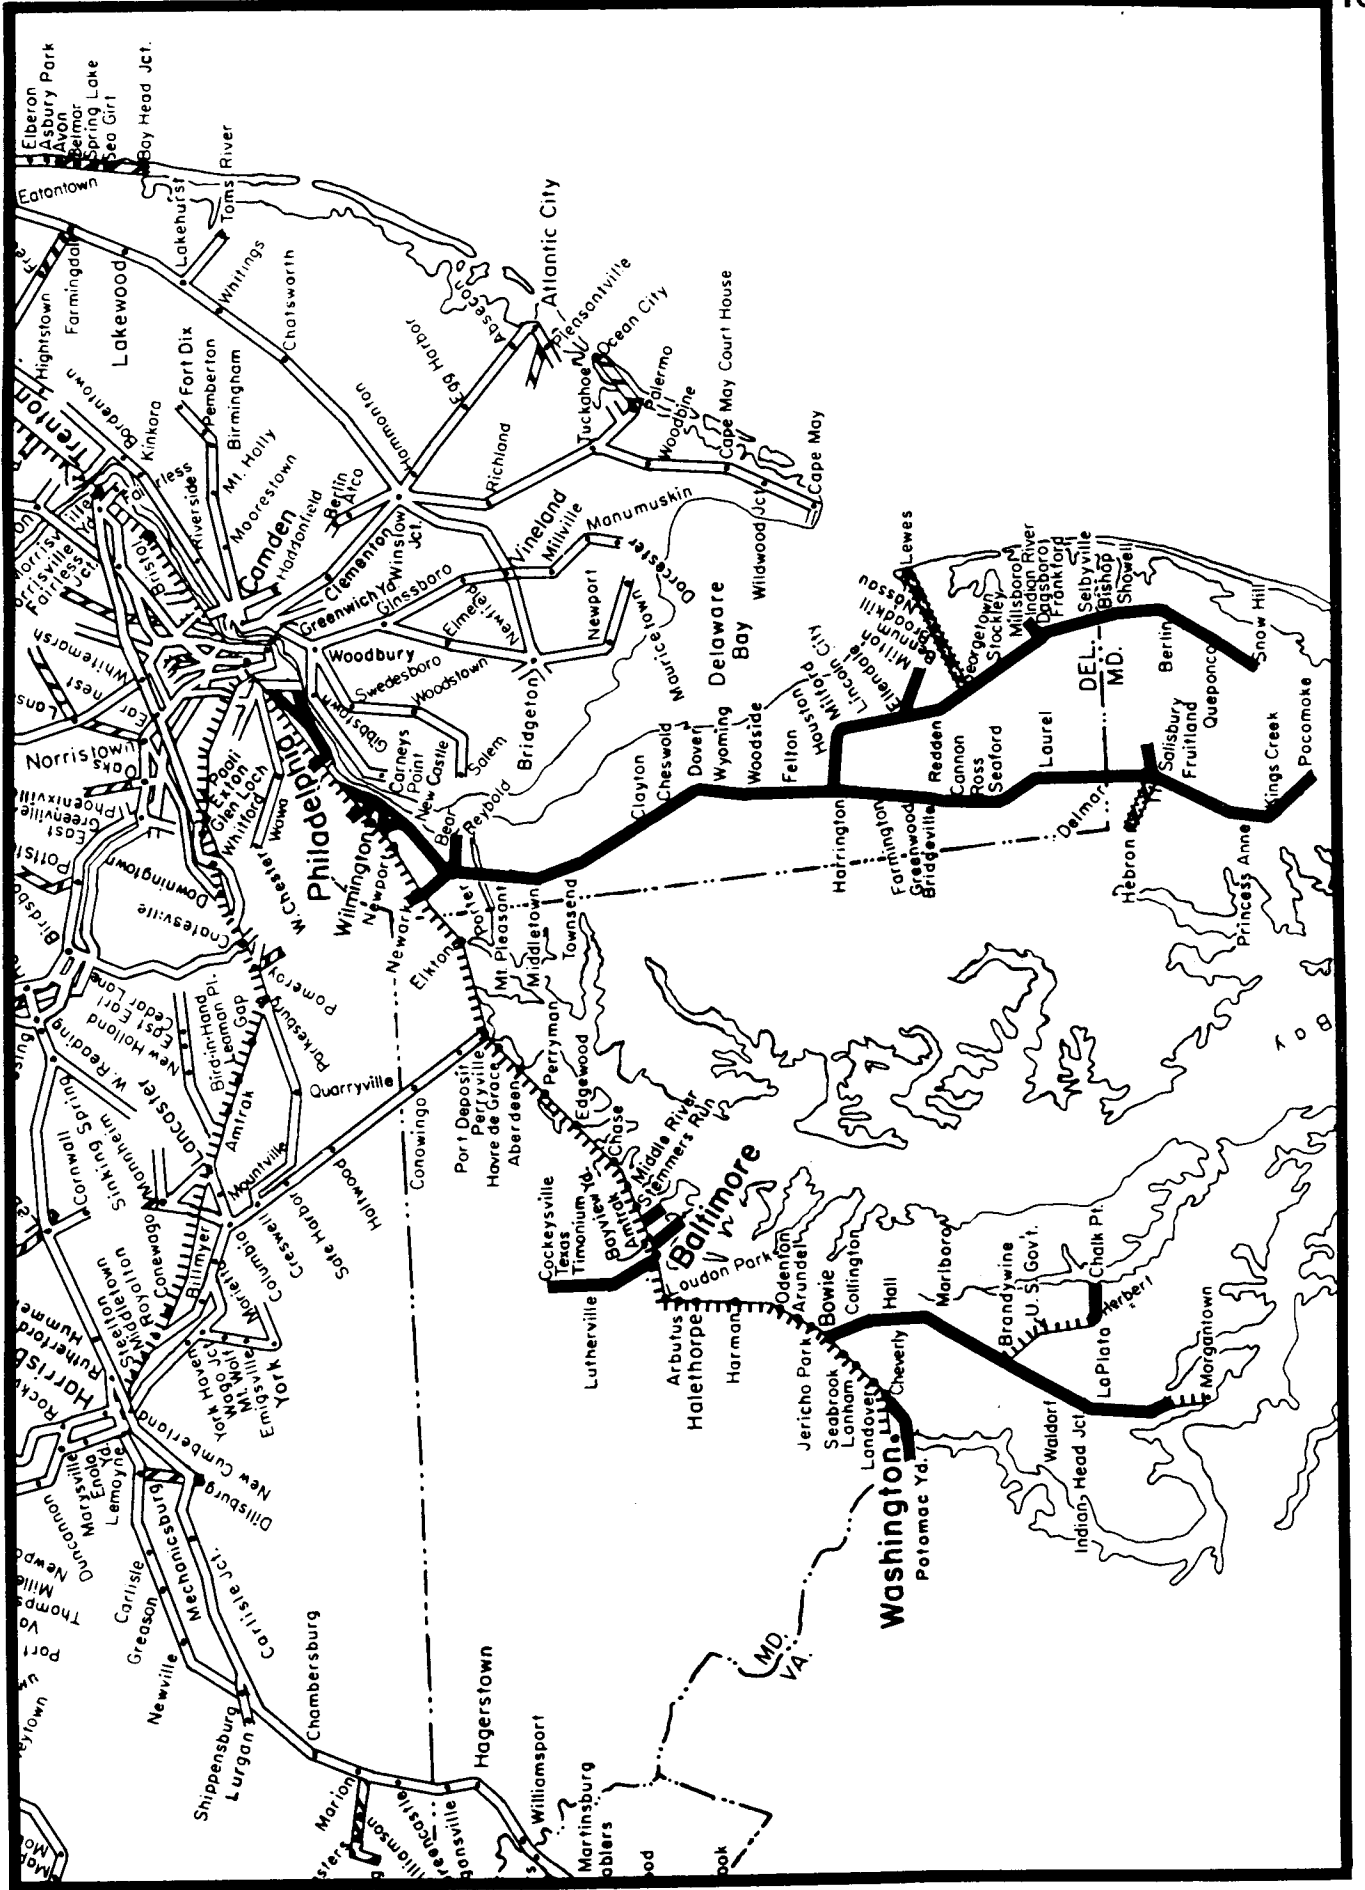 Elberon
Asbury Park
Avon
Belmar
Spring Lake
Sea Girt
Bay Head Jct.
Eatontown
Farmingdale
Lakewood
Lakehurst
Toms River
Whitings
Chatsworth
Hightstown
Trenton
Bordentown
Kinkora
Fort Dix
Pemberton
Birmingham
Mt. Holly
Moorestown
Riverside
Bristol
Camden
Haddonfield
Berlin
Atco
Hammonton
Egg Harbor
Absecon
Atlantic City
Pleasantville
Ocean City
Tuckahoe
Palermo
Woodbine
Cape May Court House
Cape May
Wildwood Jct.
Richland
Clementon
Winslow
Jct.
Greenwich Yd.
Glassboro
Vineland
Millville
Manumuskin
Dorcester
Newfield
Elmer
Newport
Mauricetown
Bridgeton
Woodbury
Swedesboro
Woodstown
Salem
Gibbstown
Carneys
Point
New Castle
Delaware
Bay
Whitemarsh
Norristown
Oaks
Phoenixville
Paoli
Exton
Glen Loch
Whitford
Wawa
W. Chester
Philadelphia
Wilmington
Newport
Newark
Bear
Reybold
Porter
Mt. Pleasant
Middletown
Townsend
Clayton
Cheswold
Dover
Wyoming
Woodside
Felton
Harrington
Houston
Milford
Lincoln City
Ellendale
Milton
Bennum
Broadkill
Nassau
Lewes
Georgetown
Stockley
Millsboro
Indian River
Dagsboro
Frankford
Selbyville
Bishop
Showell
DEL.
MD.
Berlin
Queponco
Snow Hill
Farmington
Greenwood
Bridgeville
Redden
Cannon
Ross
Seaford
Laurel
Delmar
Hebron
Salisbury
Fruitland
Princess Anne
Kings Creek
Pocomoke
Downingtown
Coatesville
Pomeroy
Parkesburg
East
Greenville
Birdsbo
Cedar Lane
East Earl
New Holland
W. Reading
Sinking Spring
Cornwall
Mannheim
Lancaster
Bird-in-Hand
Leaman Pl.
Gap
Amtrak
Quarryville
Mountville
Conowingo
Elkton
Port Deposit
Perryville
Havre de Grace
Aberdeen
Perryman
Edgewood
Chase
Middle River
Stemmers Run
Bayview Yd.
Amtrak
Baltimore
Cockeysville
Texas
Timonium
Lutherville
Loudon Park
Arbutus
Halethorpe
Harman
Odenton
Arundel
Bowie
Collington
Hall
Marlboro
Jericho Park
Seabrook
Lanham
Landover
Cheverly
Washington
Potomac Yd.
Brandywine
U.S. Gov't.
Chalk Pt.
Herbert
Waldorf
Indian Head Jct.
LaPlata
Morgantown
Bay
MD.
VA.
Holtwood
Safe Harbor
Creswell
Columbia
Marietta
Billmyer
Conewago
Royalton
Middletown
Steelton
Rutherford
York Haven
Wago Jct.
Mt. Wolf
Emigsville
York
New Cumberland
Lemoyne
Enola
Yd.
Marysville
Duncannon
Dillsburg
Mechanicsburg
Carlisle
Greason
Carlisle Jct.
Newville
Shippensburg
Lurgan
Chambersburg
Marion
Greencastle
Hagerstown
Williamsport
Martinsburg